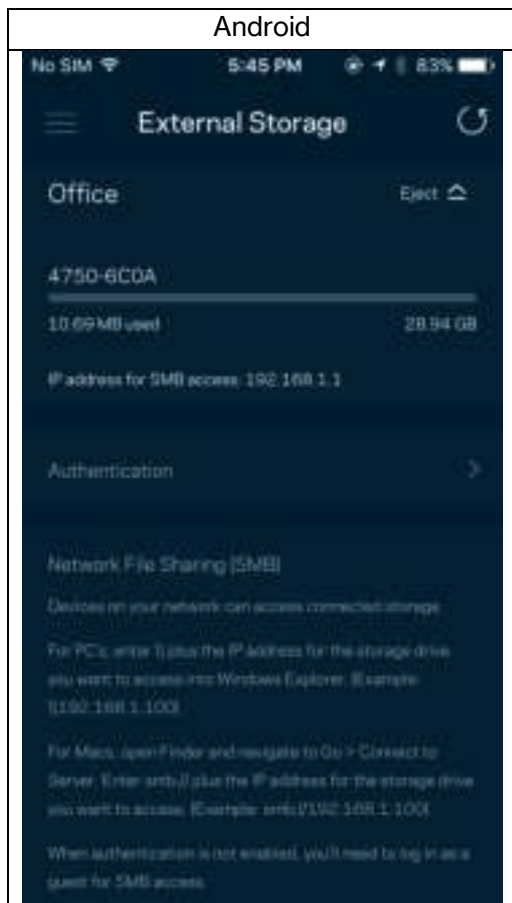 Android
No SIM 5:45 PM 83%
External Storage
Office Eject
4750-6C0A
10.69 MB used 28.94 GB
IP address for SMB access: 192.168.1.1
Authentication
Network File Sharing (SMB)
Devices on your network can access connected storage.
For PC's, enter \\ plus the IP address for the storage drive
you want to access into Windows Explorer. (Example:
\\192.168.1.100)
For Macs, open Finder and navigate to Go > Connect to
Server. Enter smb:// plus the IP address for the storage drive
you want to access. (Example: smb://192.168.1.100)
When authentication is not enabled, you'll need to log in as a
guest for SMB access.